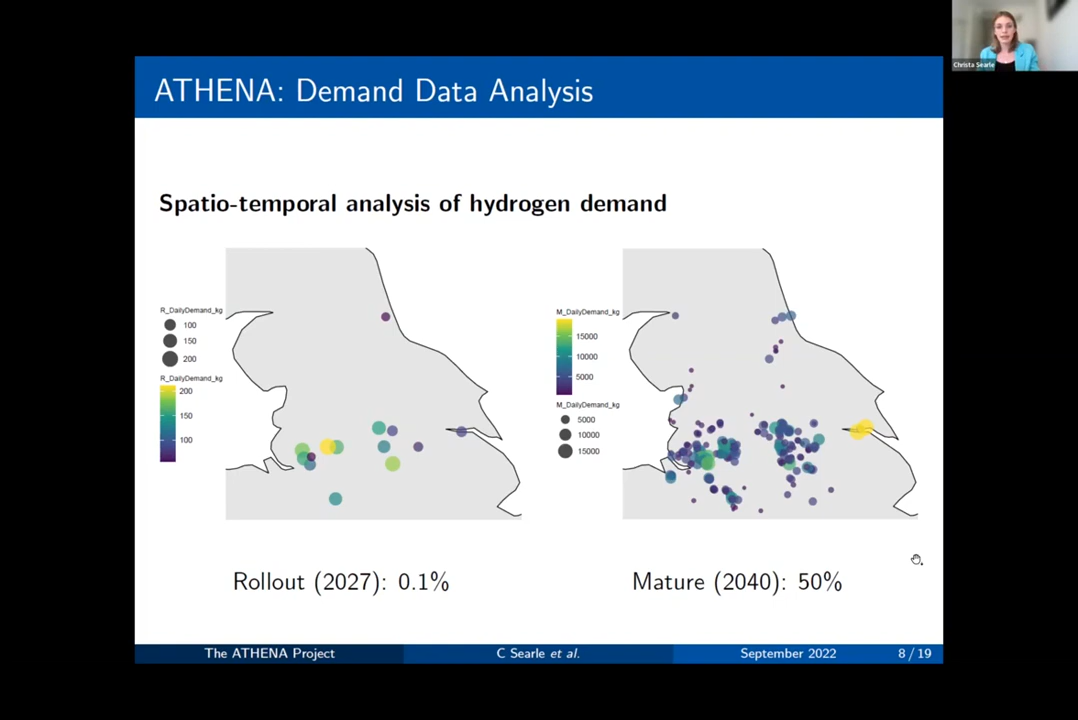 Christa Searle
ATHENA: Demand Data Analysis
Spatio-temporal analysis of hydrogen demand
R_DailyDemand_kg
100
150
200
R_DailyDemand_kg
200
150
100
M_DailyDemand_kg
15000
10000
5000
M_DailyDemand_kg
5000
10000
15000
Rollout (2027): 0.1%
Mature (2040): 50%
The ATHENA Project
C Searle et al.
September 2022
8 / 19